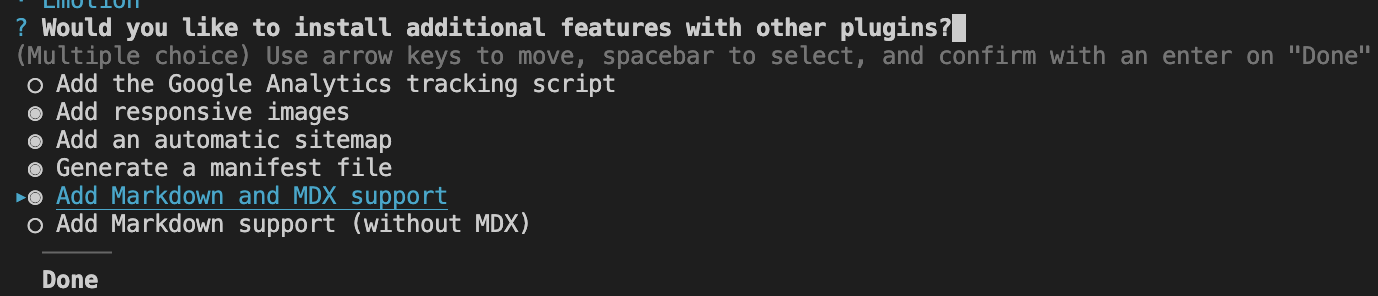 Emotion
? Would you like to install additional features with other plugins?
(Multiple choice) Use arrow keys to move, spacebar to select, and confirm with an enter on "Done"
Add the Google Analytics tracking script
Add responsive images
Add an automatic sitemap
Generate a manifest file
Add Markdown and MDX support
Add Markdown support (without MDX)
Done